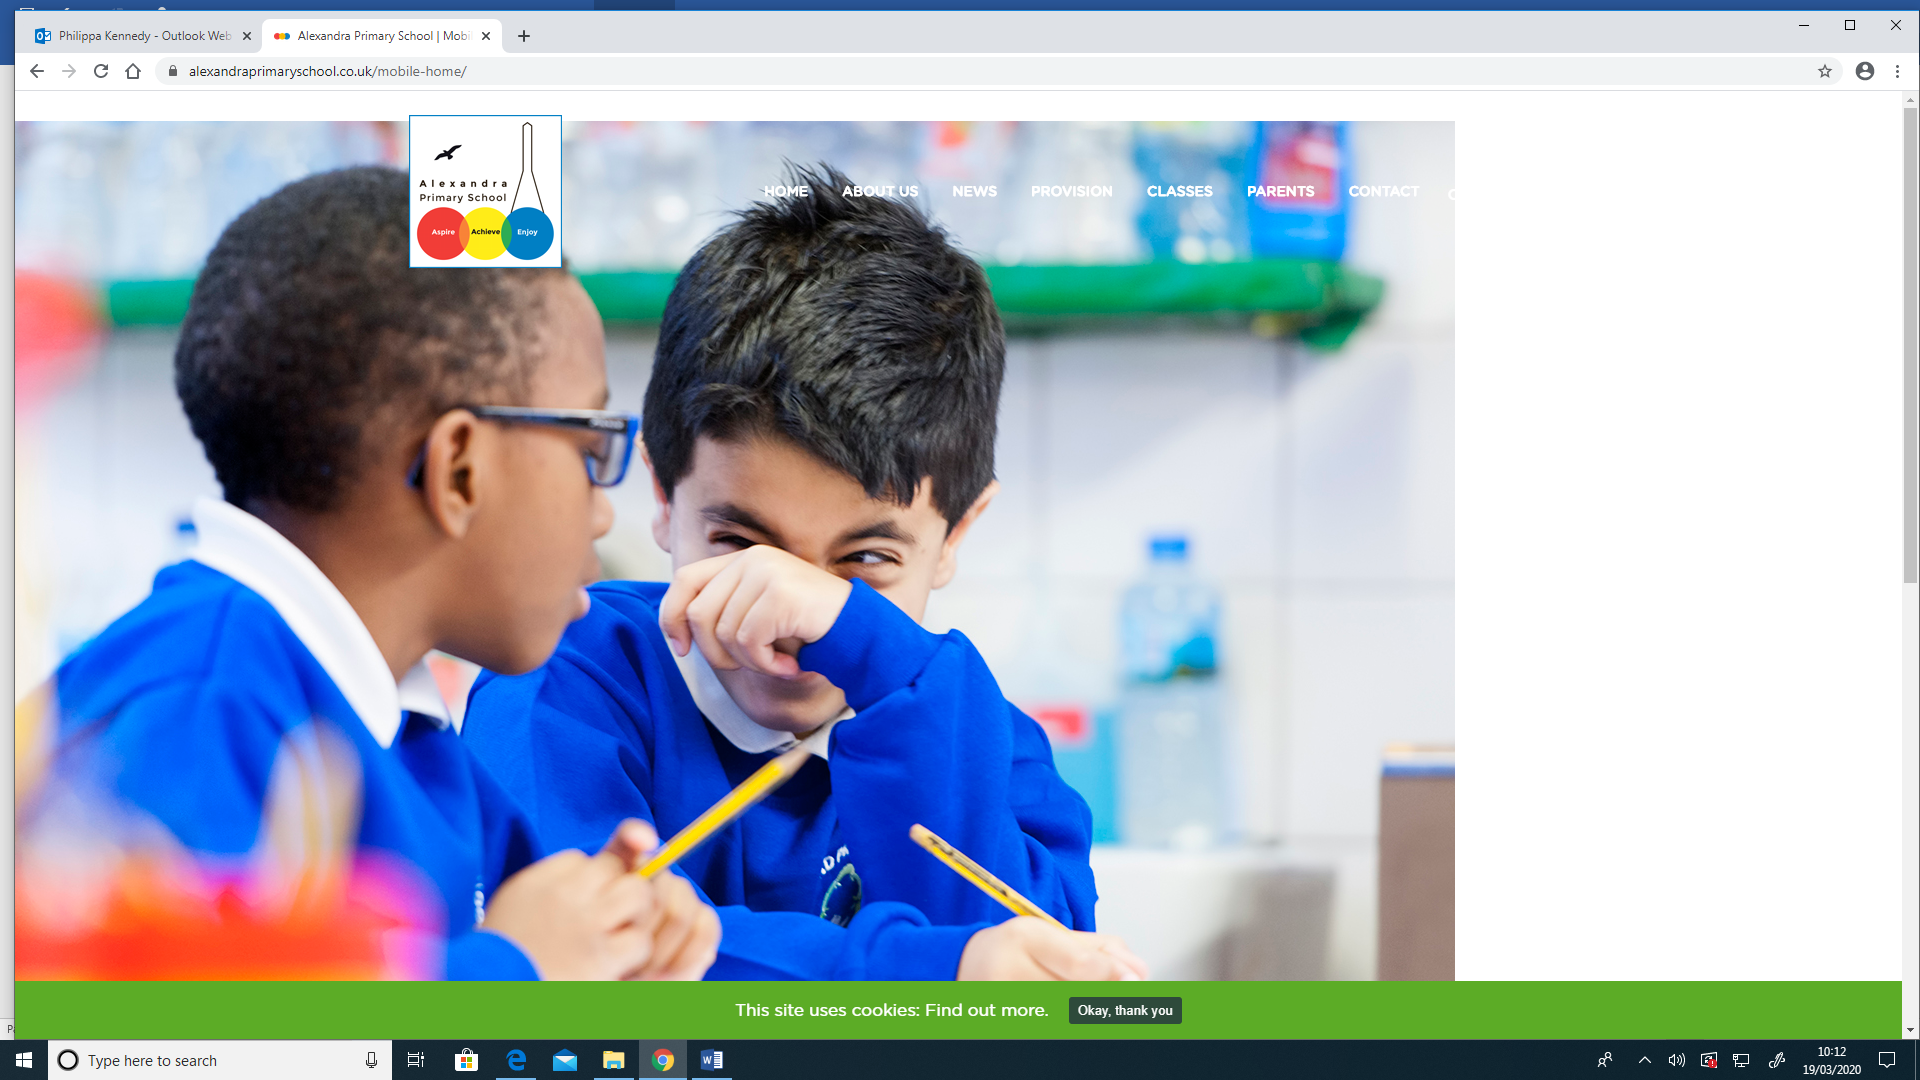 Philippa Kennedy - Outlook Web
Alexandra Primary School | Mobi
alexandraprimaryschool.co.uk/mobile-home/
Alexandra
Primary School
Aspire Achieve Enjoy
HOME ABOUT US NEWS PROVISION CLASSES PARENTS CONTACT
This site uses cookies: Find out more. Okay, thank you
Type here to search
10:12
19/03/2020